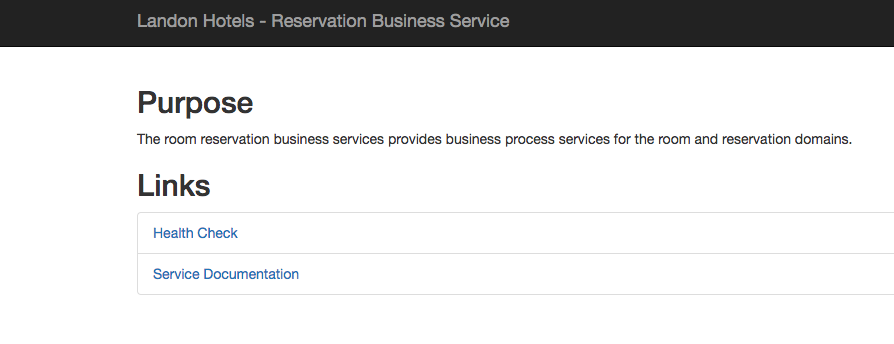 Landon Hotels - Reservation Business Service
Purpose
The room reservation business services provides business process services for the room and reservation domains.
Links
Health Check
Service Documentation